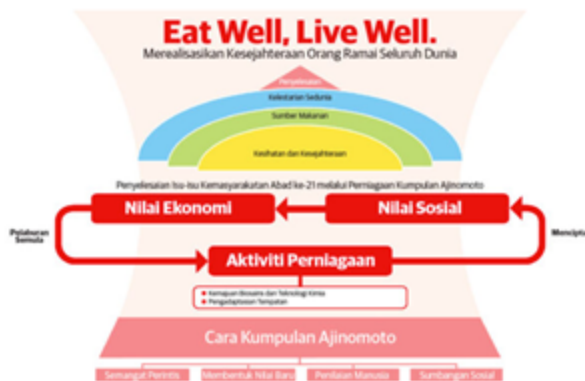 Eat Well, Live Well.
Merealisasikan Kesejahteraan Orang Ramai Seluruh Dunia
Penyelesaian
Kelestarian Sedunia
Sumber Makanan
Kesihatan dan Kesejahteraan
Penyelesaian Isu-isu Kemasyarakatan Abad ke-21 melalui Perniagaan Kumpulan Ajinomoto
Nilai Ekonomi
Nilai Sosial
Pelaburan
Semula
Mencipta
Aktiviti Perniagaan
Kemajuan Biosains dan Teknologi Kimia
Pengadaptasian Tempatan
Cara Kumpulan Ajinomoto
Semangat Perintis
Membentuk Nilai Baru
Penilaian Manusia
Sumbangan Sosial